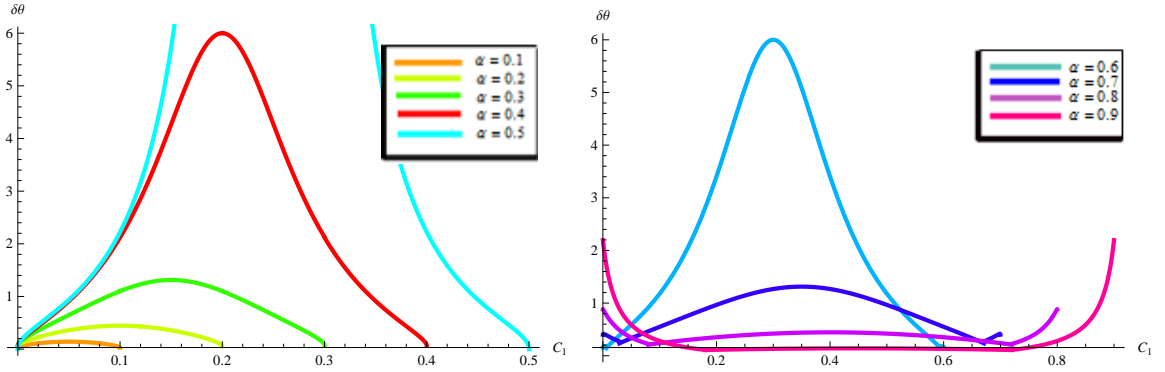 δθ
6
5
4
3
2
1
0.1
0.2
0.3
0.4
0.5
C1
α = 0.1
α = 0.2
α = 0.3
α = 0.4
α = 0.5
δθ
6
5
4
3
2
1
0.2
0.4
0.6
0.8
C1
α = 0.6
α = 0.7
α = 0.8
α = 0.9